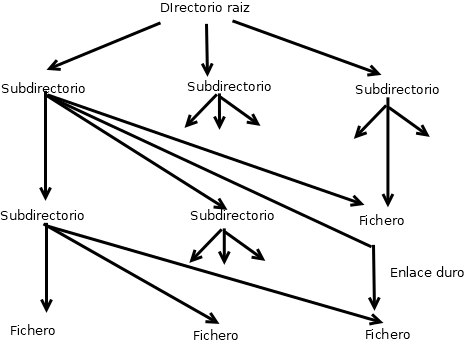 DIrectorio raiz
Subdirectorio
Subdirectorio
Subdirectorio
Subdirectorio
Subdirectorio
Fichero
Enlace duro
Fichero
Fichero
Fichero